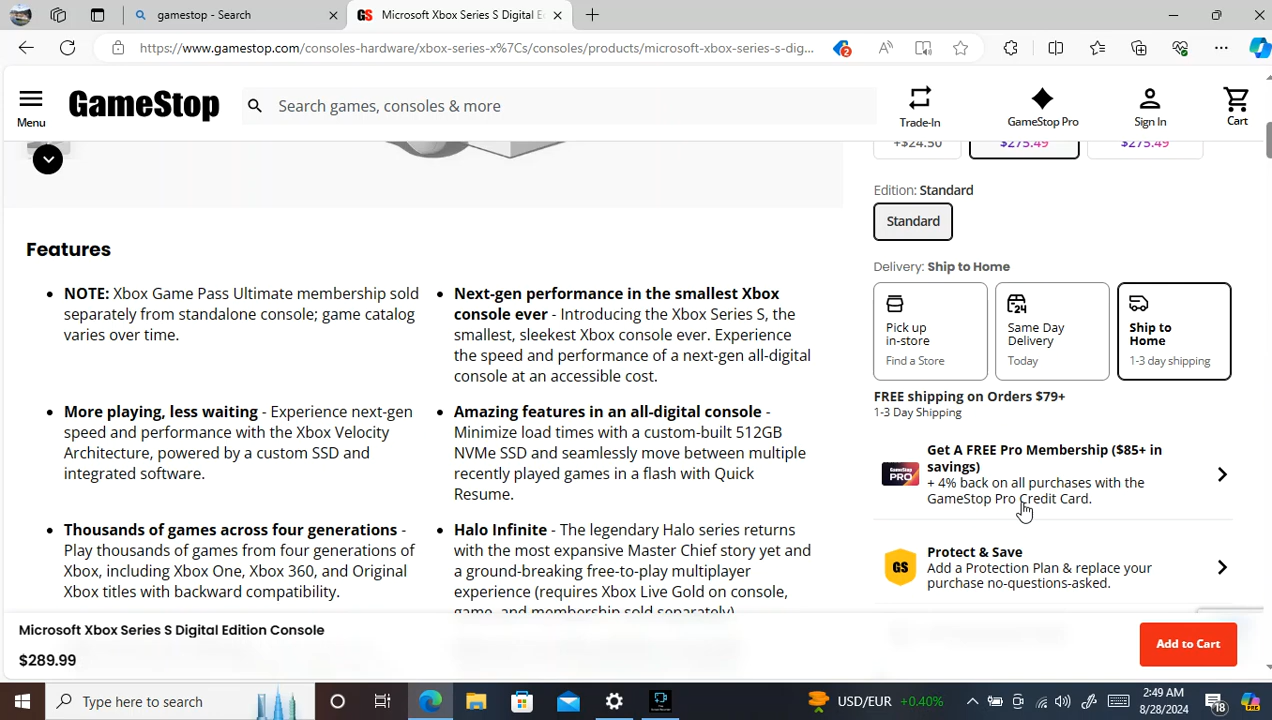 gamestop - Search
GS Microsoft Xbox Series S Digital E
https://www.gamestop.com/consoles-hardware/xbox-series-x%7Cs/consoles/products/microsoft-xbox-series-s-dig...
2
Menu
GameStop
Search games, consoles & more
Trade-In
GameStop Pro
Sign In
Cart
+$24.50
$275.49
$275.49
Edition: Standard
Standard
Delivery: Ship to Home
Pick up
in-store
Find a Store
24
Same Day
Delivery
Today
Ship to
Home
1-3 day shipping
FREE shipping on Orders $79+
1-3 Day Shipping
GameStop
PRO
Get A FREE Pro Membership ($85+ in
savings)
+ 4% back on all purchases with the
GameStop Pro Credit Card.
GS
Protect & Save
Add a Protection Plan & replace your
purchase no-questions-asked.
Features
• NOTE: Xbox Game Pass Ultimate membership sold
separately from standalone console; game catalog
varies over time.
• Next-gen performance in the smallest Xbox
console ever - Introducing the Xbox Series S, the
smallest, sleekest Xbox console ever. Experience
the speed and performance of a next-gen all-digital
console at an accessible cost.
• More playing, less waiting - Experience next-gen
speed and performance with the Xbox Velocity
Architecture, powered by a custom SSD and
integrated software.
• Amazing features in an all-digital console -
Minimize load times with a custom-built 512GB
NVMe SSD and seamlessly move between multiple
recently played games in a flash with Quick
Resume.
• Thousands of games across four generations -
Play thousands of games from four generations of
Xbox, including Xbox One, Xbox 360, and Original
Xbox titles with backward compatibility.
• Halo Infinite - The legendary Halo series returns
with the most expansive Master Chief story yet and
a ground-breaking free-to-play multiplayer
experience (requires Xbox Live Gold on console,
game, and membership sold separately)
Microsoft Xbox Series S Digital Edition Console
$289.99
Add to Cart
Type here to search
USD/EUR +0.40%
2:49 AM
8/28/2024
18